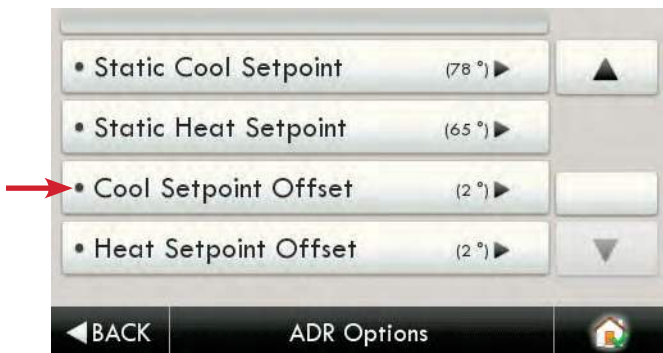 • Static Cool Setpoint (78 °)▶
• Static Heat Setpoint (65 °)▶
• Cool Setpoint Offset (2 °)▶
• Heat Setpoint Offset (2 °)▶
◀BACK ADR Options